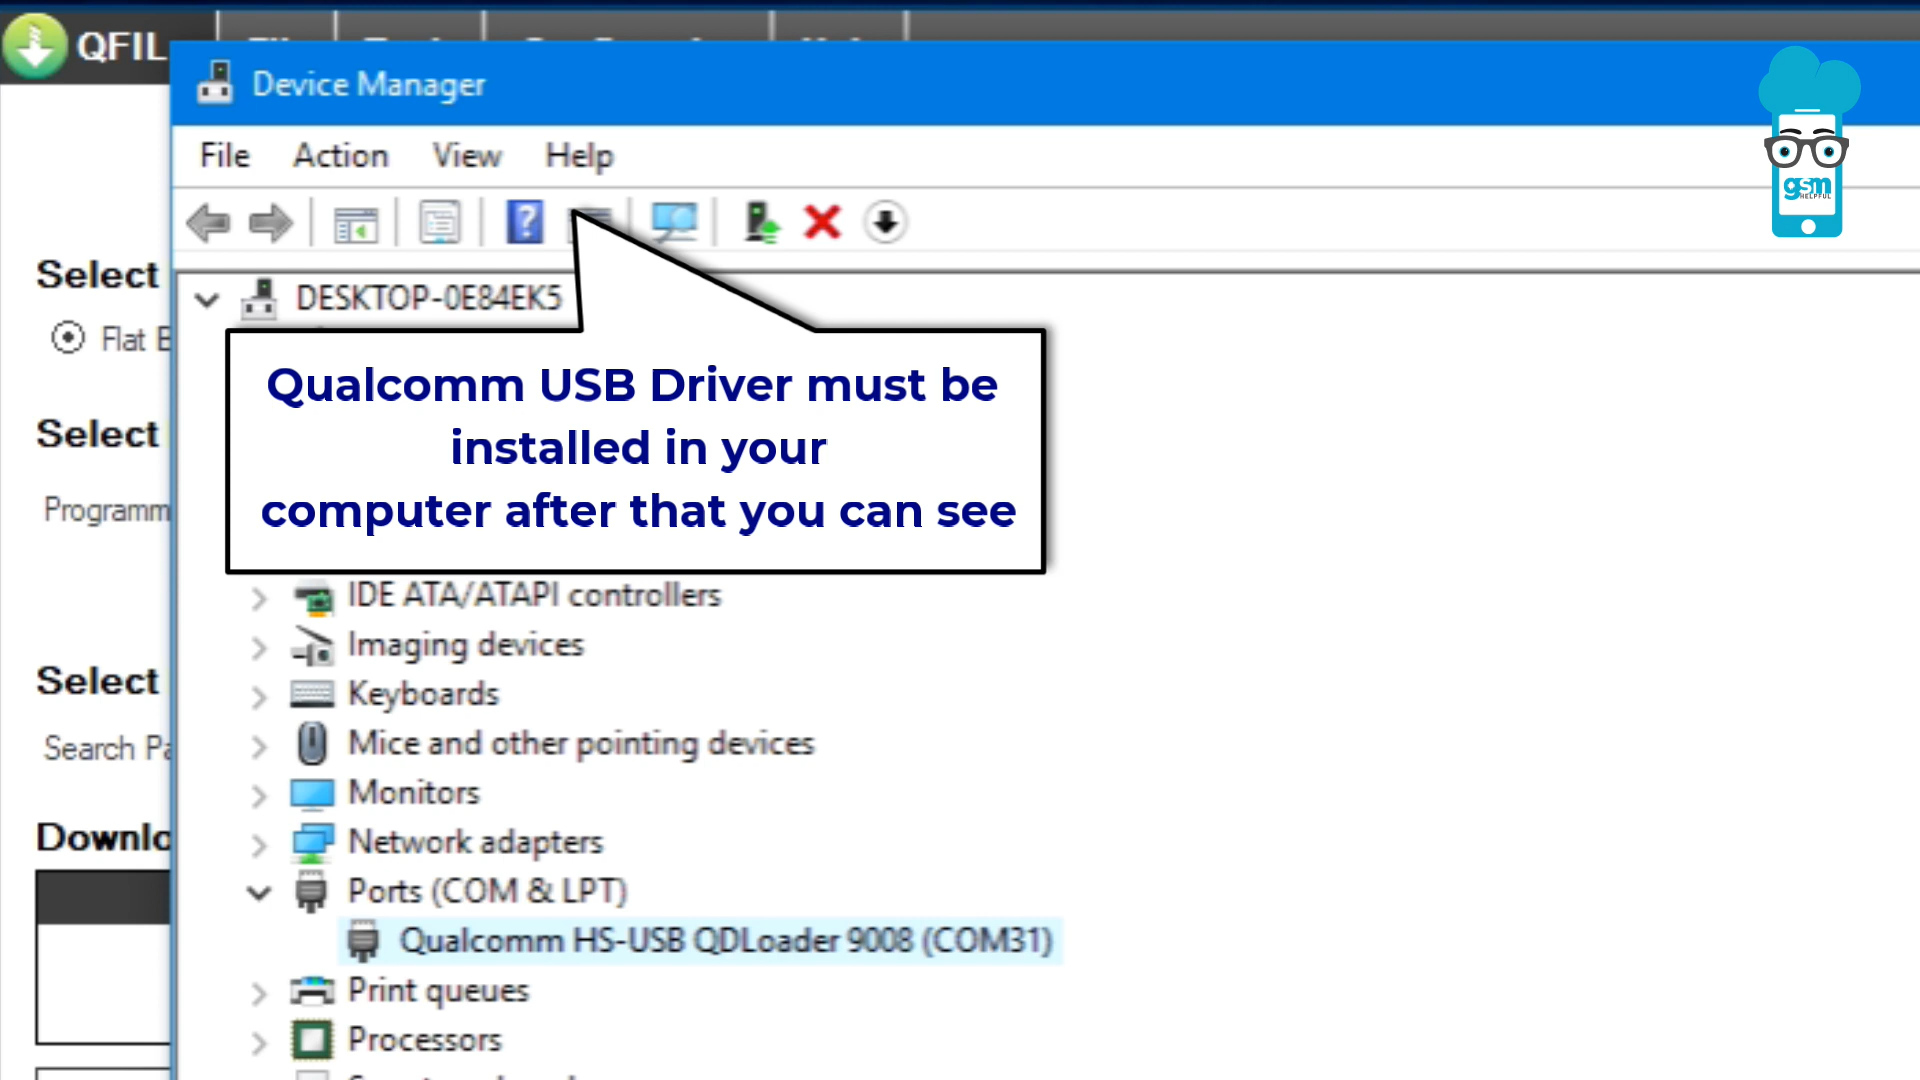 QFIL
Device Manager
File Action View Help
gsm
HELPFUL
Select
DESKTOP-0E84EK5
Flat
Qualcomm USB Driver must be
installed in your
computer after that you can see
Select
Programm
IDE ATA/ATAPI controllers
Imaging devices
Select
Keyboards
Search Pa
Mice and other pointing devices
Monitors
Downlo
Network adapters
Ports (COM & LPT)
Qualcomm HS-USB QDLoader 9008 (COM31)
Print queues
Processors